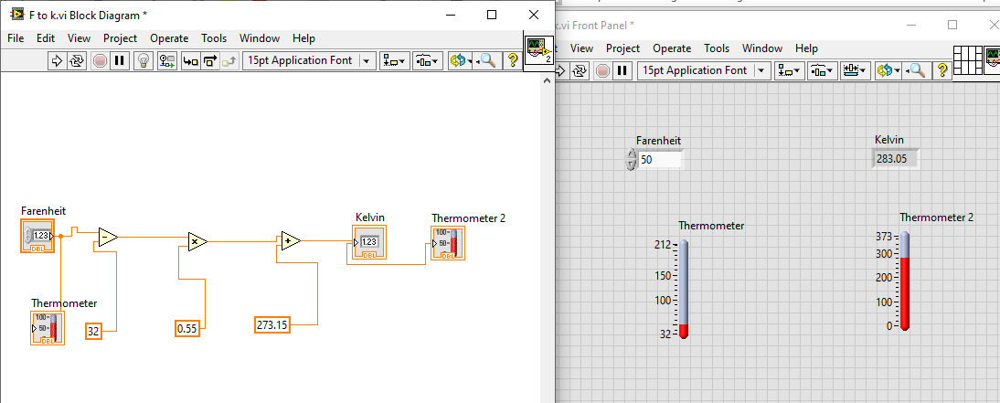 F to k.vi Block Diagram *
File Edit View Project Operate Tools Window Help
15pt Application Font
2
Farenheit
1.23
DBL
Thermometer
100
50
DBL
32
0.55
273.15
Kelvin
1.23
DBL
Thermometer 2
100
50
DBL
k.vi Front Panel *
t View Project Operate Tools Window Help
15pt Application Font
Farenheit
50
Kelvin
283.05
Thermometer
212
150
100
32
Thermometer 2
373
300
200
100
0